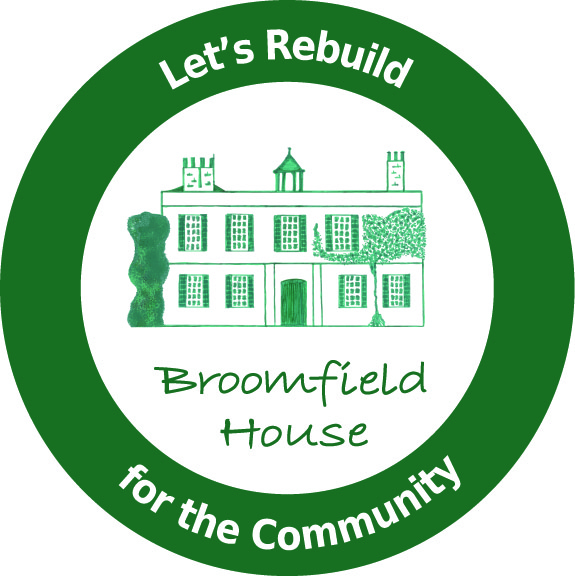 Let's Rebuild
Broomfield
House
for the Community